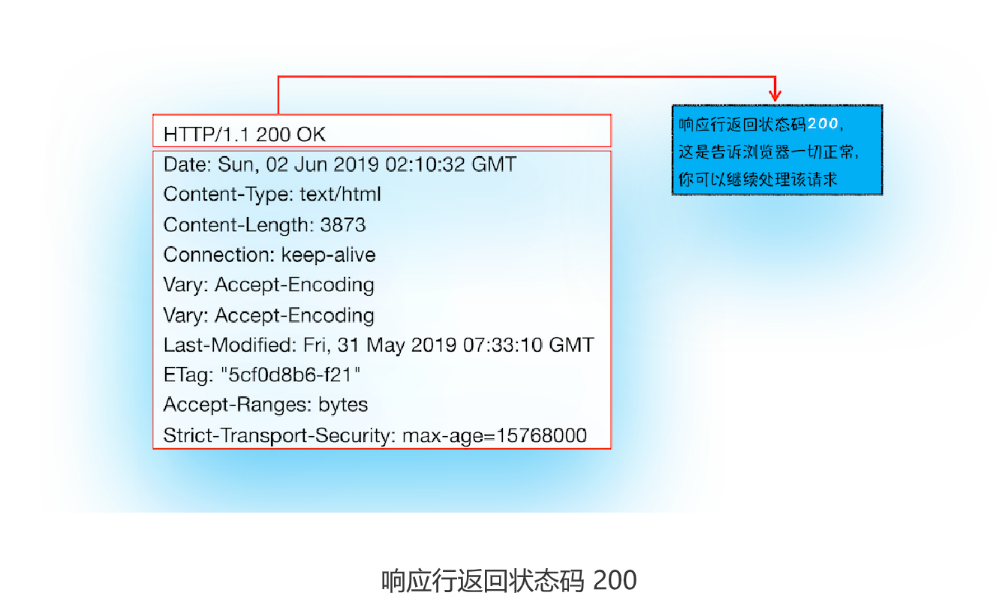 HTTP/1.1 200 OK
Date: Sun, 02 Jun 2019 02:10:32 GMT
Content-Type: text/html
Content-Length: 3873
Connection: keep-alive
Vary: Accept-Encoding
Vary: Accept-Encoding
Last-Modified: Fri, 31 May 2019 07:33:10 GMT
ETag: "5cf0d8b6-f21"
Accept-Ranges: bytes
Strict-Transport-Security: max-age=15768000
响应行返回状态码200,
这是告诉浏览器一切正常,
你可以继续处理该请求
响应行返回状态码 200